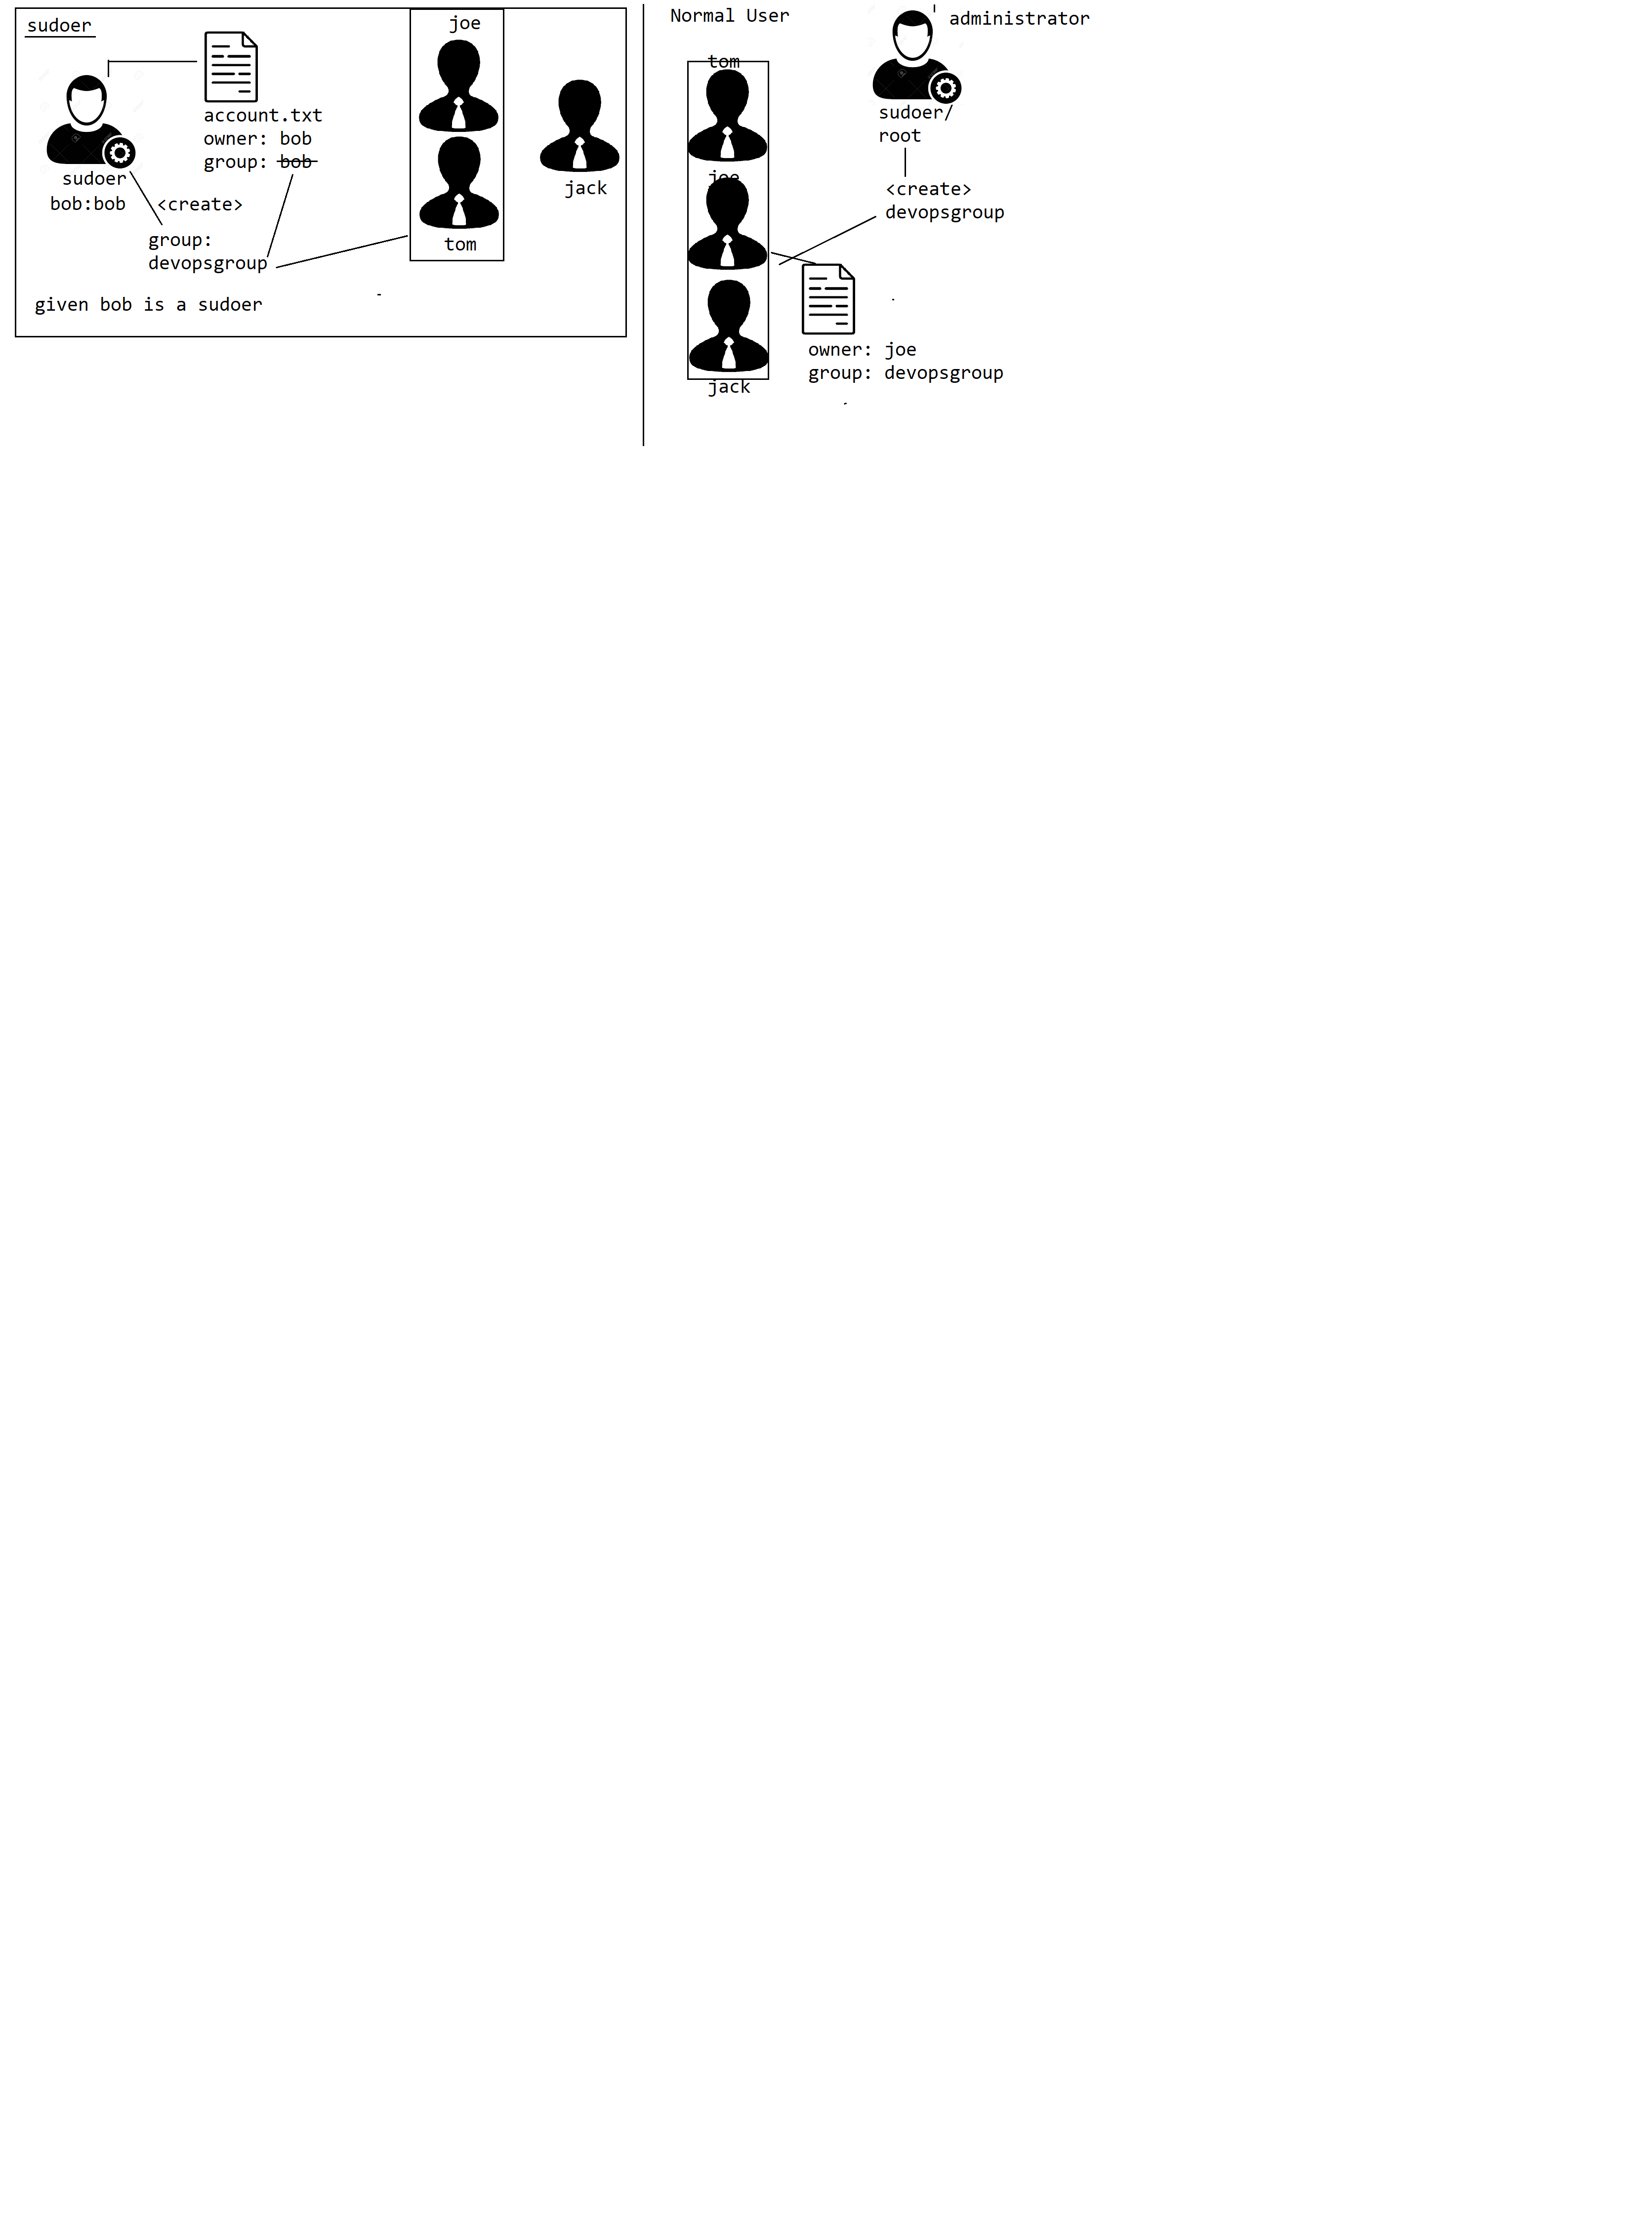 sudoer
joe
account.txt
owner: bob
group: bob
sudoer
bob:bob
<create>
jack
group:
devopsgroup
tom
given bob is a sudoer
Normal User
administrator
tom
sudoer/
root
joe
<create>
devopsgroup
owner: joe
group: devopsgroup
jack